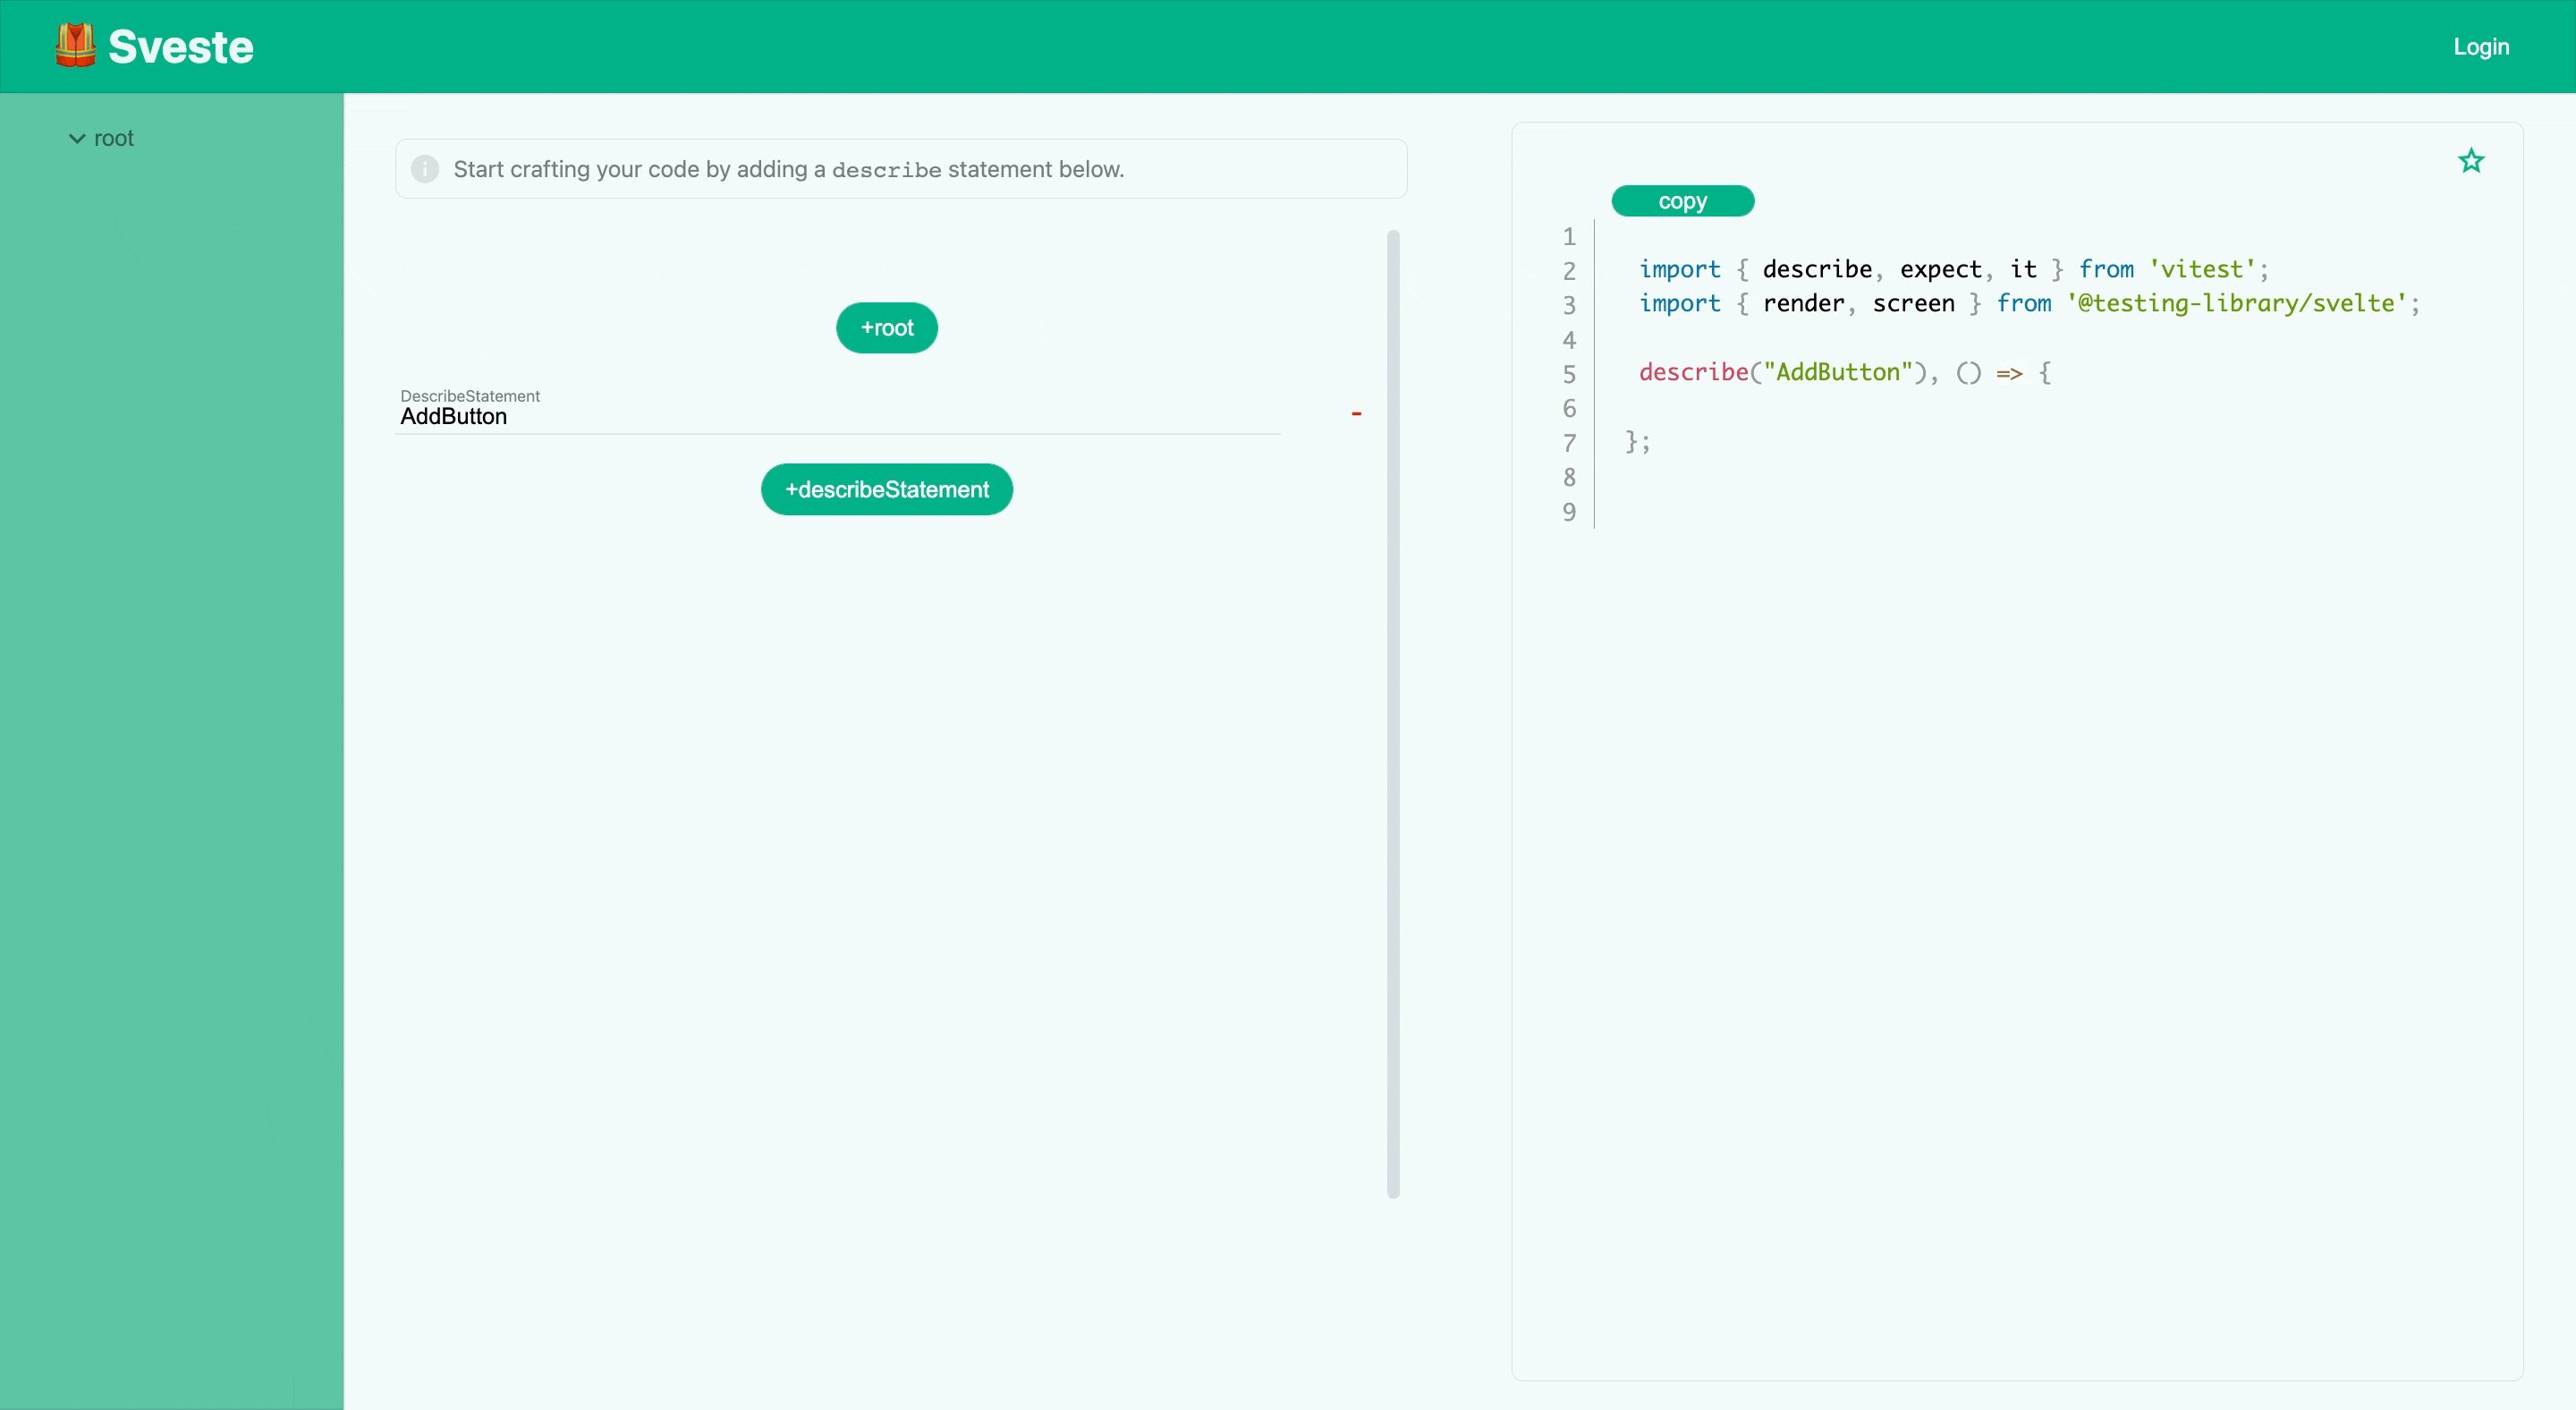 Sveste
Login
root
Start crafting your code by adding a describe statement below.
+root
DescribeStatement
AddButton
-
+describeStatement
copy
1
2 import { describe, expect, it } from 'vitest';
3 import { render, screen } from '@testing-library/svelte';
4
5 describe("AddButton"), () => {
6
7 };
8
9